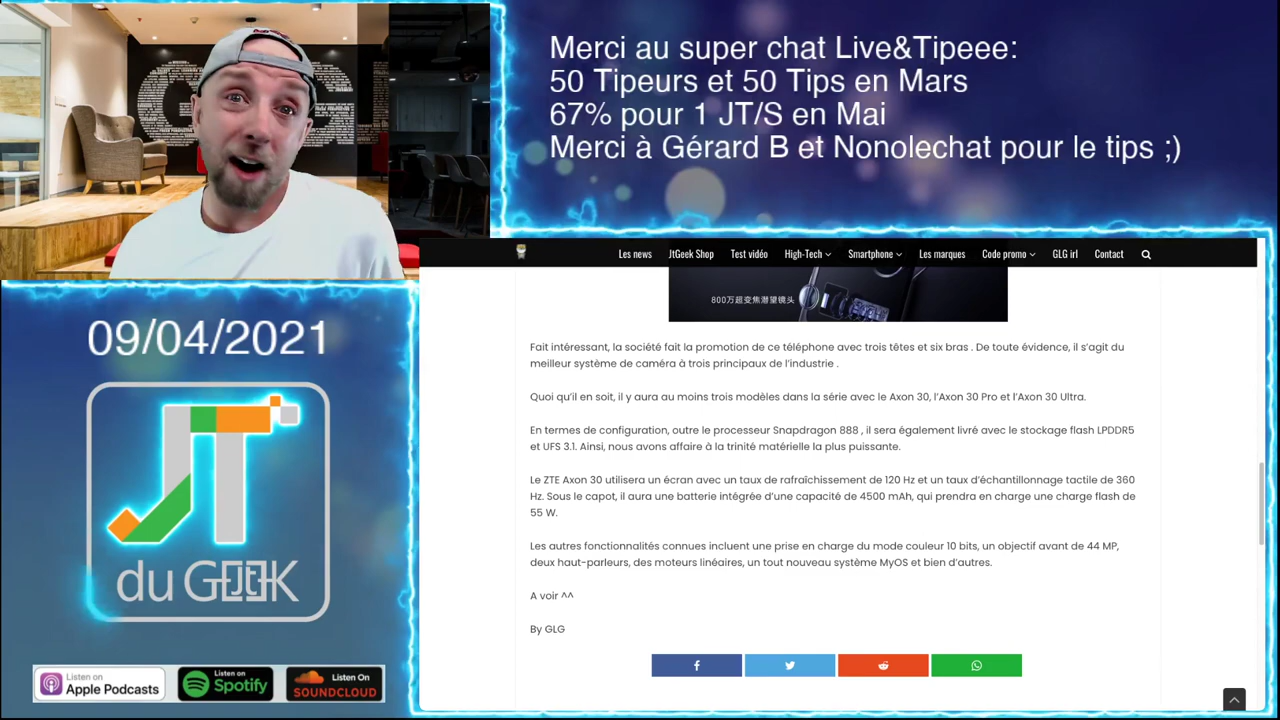 Merci au super chat Live&Tipeee:
50 Tipeurs et 50 Tips en Mars
67% pour 1 JT/S en Mai
Merci à Gérard B et Nonolechat pour le tips ;)
Les news JtGeek Shop Test vidéo High-Tech Smartphone Les marques Code promo GLG irl Contact
800万超变焦潜望镜头
Fait intéressant, la société fait la promotion de ce téléphone avec trois têtes et six bras . De toute évidence, il s'agit du
meilleur système de caméra à trois principaux de l'industrie .
Quoi qu'il en soit, il y aura au moins trois modèles dans la série avec le Axon 30, l'Axon 30 Pro et l'Axon 30 Ultra.
En termes de configuration, outre le processeur Snapdragon 888 , il sera également livré avec le stockage flash LPDDR5
et UFS 3.1. Ainsi, nous avons affaire à la trinité matérielle la plus puissante.
Le ZTE Axon 30 utilisera un écran avec un taux de rafraîchissement de 120 Hz et un taux d'échantillonnage tactile de 360
Hz. Sous le capot, il aura une batterie intégrée d'une capacité de 4500 mAh, qui prendra en charge une charge flash de
55 W.
Les autres fonctionnalités connues incluent une prise en charge du mode couleur 10 bits, un objectif avant de 44 MP,
deux haut-parleurs, des moteurs linéaires, un tout nouveau système MyOS et bien d'autres.
A voir ^^
By GLG
09/04/2021
JT
du GEEK
Listen on
Apple Podcasts
Listen on
Spotify
Listen On
SOUNDCLOUD